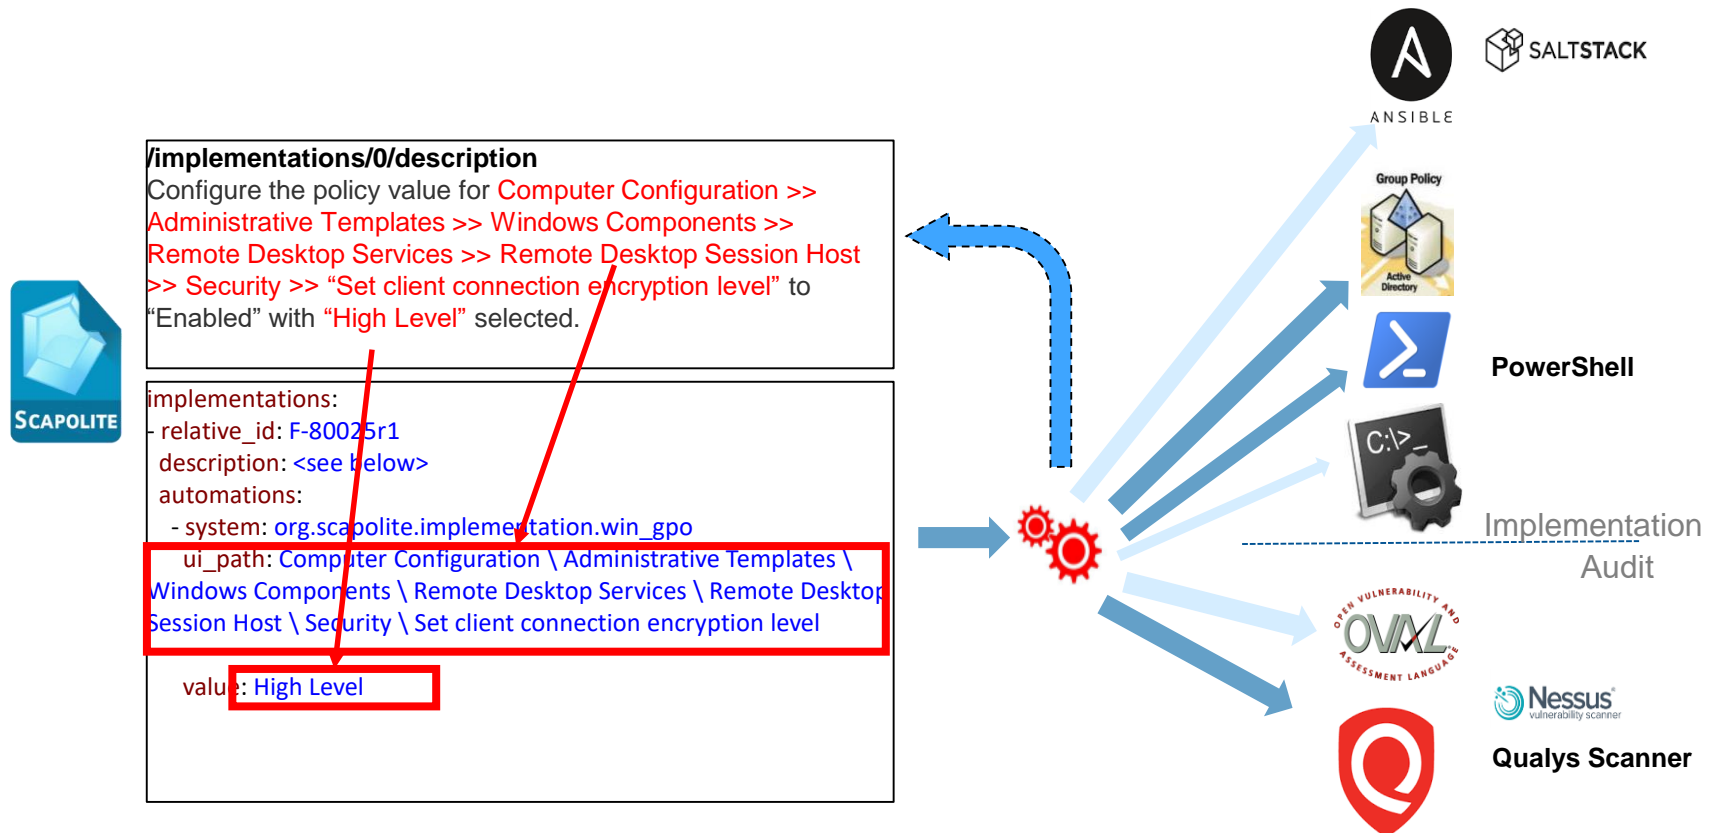 SCAPOLITE
/implementations/0/description
Configure the policy value for Computer Configuration >>
Administrative Templates >> Windows Components >>
Remote Desktop Services >> Remote Desktop Session Host
>> Security >> “Set client connection encryption level” to
“Enabled” with “High Level” selected.
implementations:
- relative_id: F-80025r1
description: <see below>
automations:
- system: org.scapolite.implementation.win_gpo
ui_path: Computer Configuration \ Administrative Templates \
Windows Components \ Remote Desktop Services \ Remote Desktop
Session Host \ Security \ Set client connection encryption level
value: High Level
ANSIBLE
SALTSTACK
Group Policy
Active
Directory
PowerShell
C:\>_
Implementation
Audit
OPEN VULNERABILITY AND
OVAL
ASSESSMENT LANGUAGE
Nessus®
vulnerability scanner
Qualys Scanner